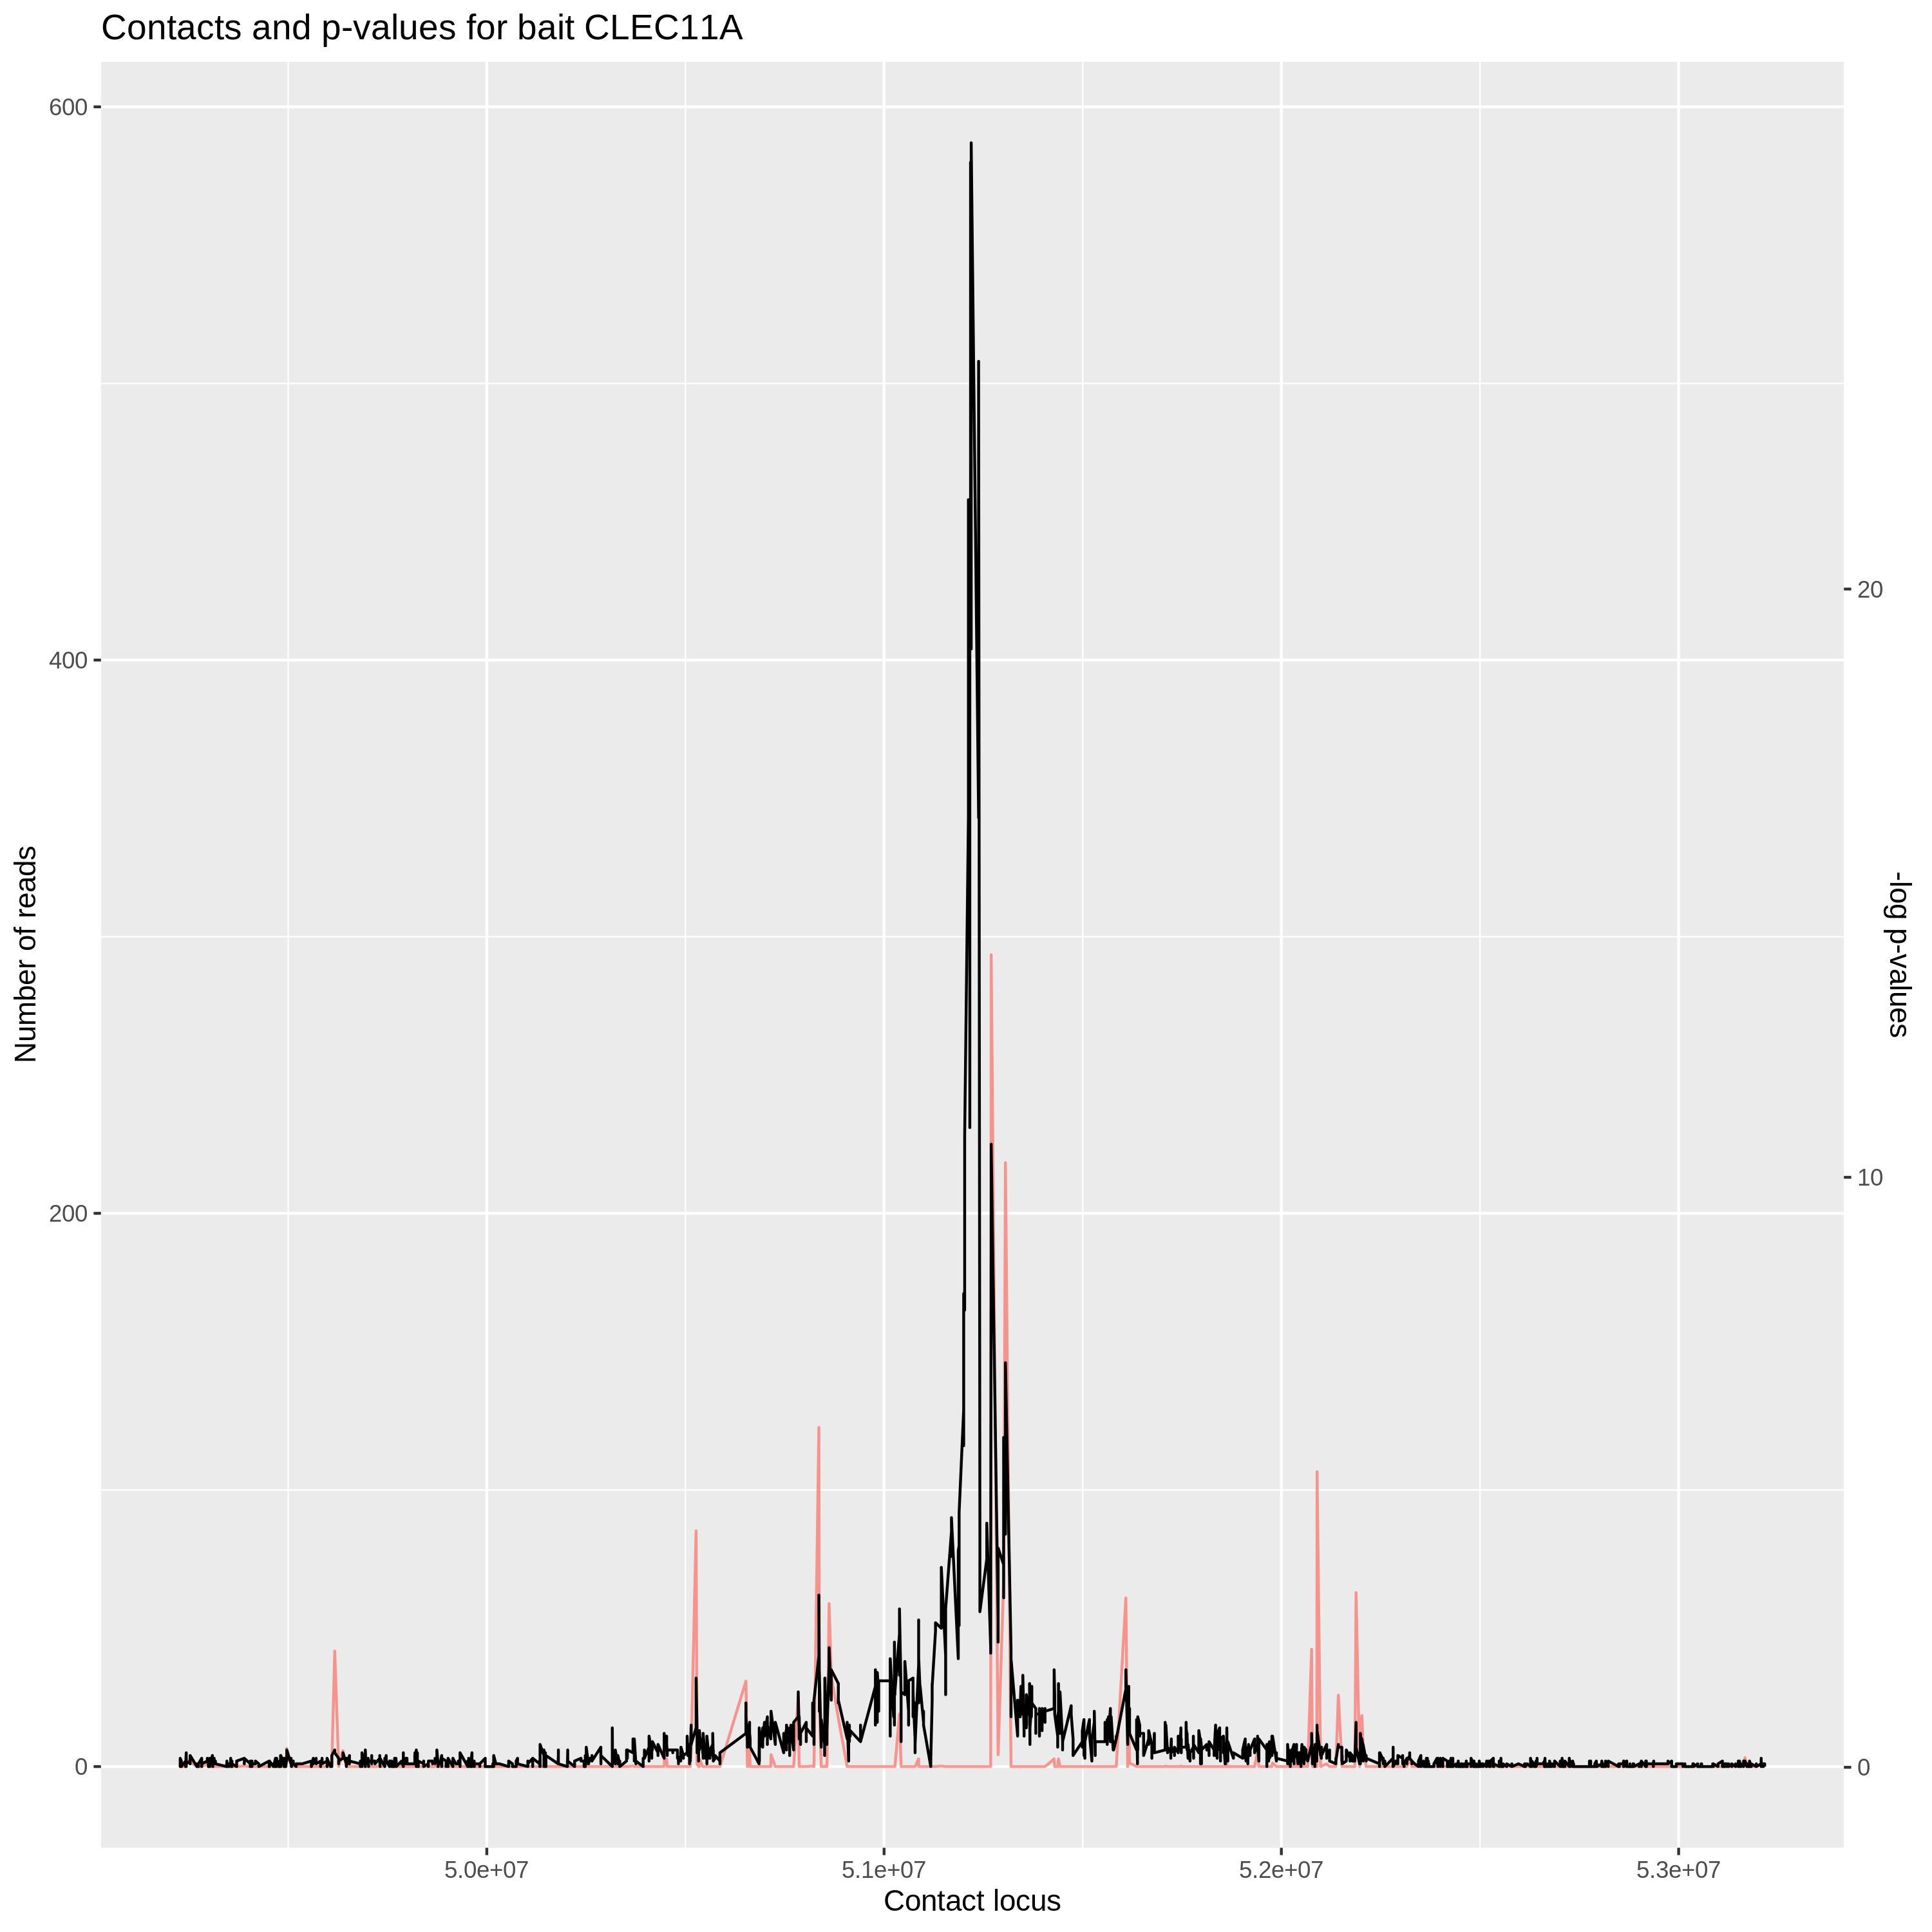 Contacts and p-values for bait CLEC11A
600
400
200
0
Number of reads
20
10
0
-log p-values
5.0e+07
5.1e+07
5.2e+07
5.3e+07
Contact locus